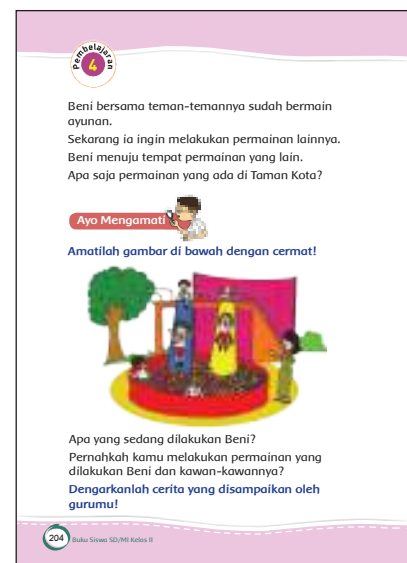 Pembelajaran
4
Beni bersama teman-temannya sudah bermain
ayunan.
Sekarang ia ingin melakukan permainan lainnya.
Beni menuju tempat permainan yang lain.
Apa saja permainan yang ada di Taman Kota?
Ayo Mengamati
Amatilah gambar di bawah dengan cermat!
Apa yang sedang dilakukan Beni?
Pernahkah kamu melakukan permainan yang
dilakukan Beni dan kawan-kawannya?
Dengarkanlah cerita yang disampaikan oleh
gurumu!
204 Buku Siswa SD/MI Kelas II